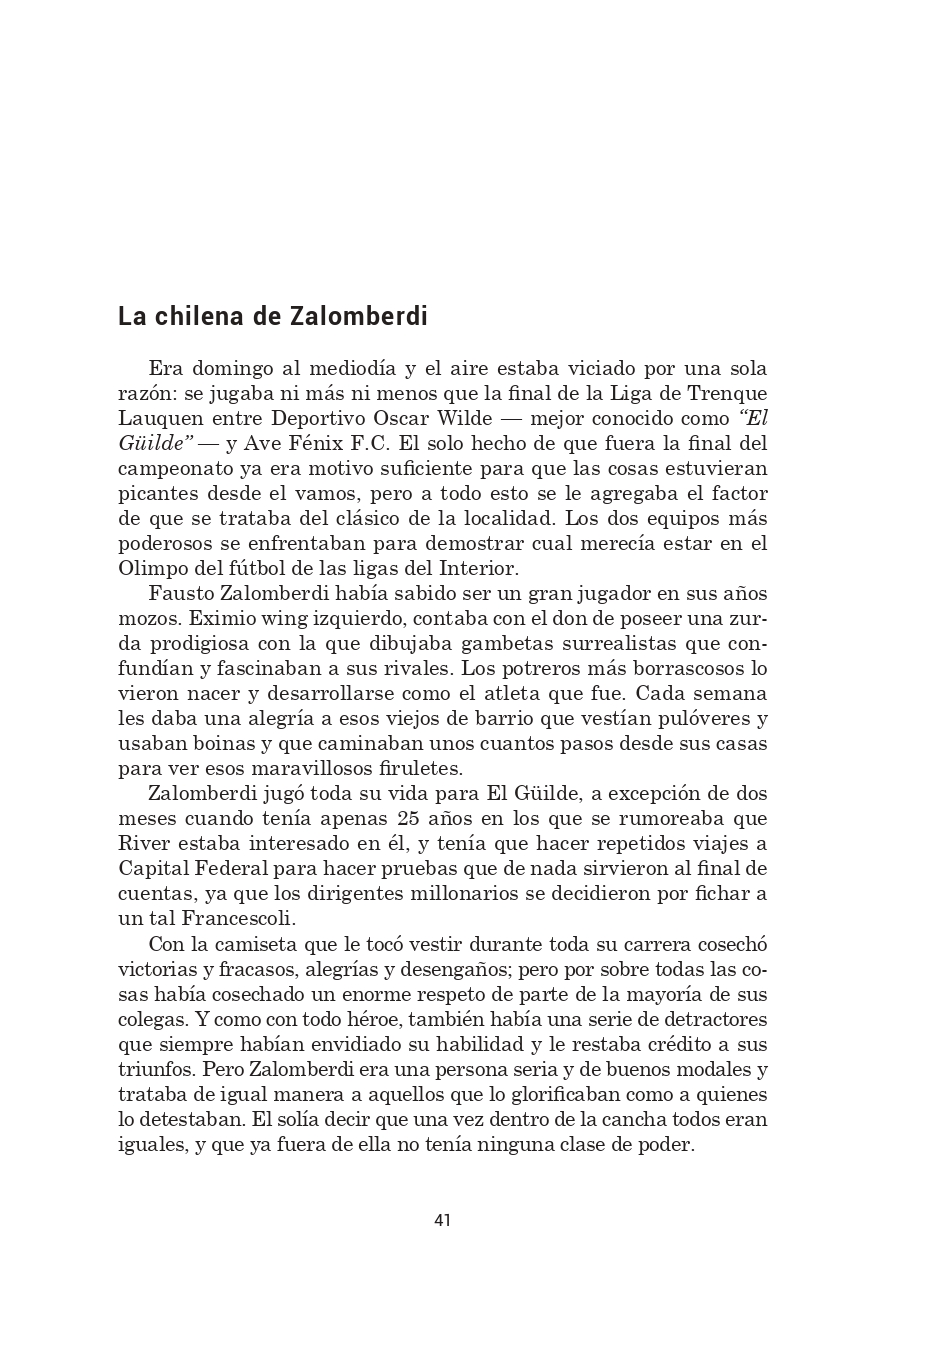 La chilena de Zalomberdi
Era domingo al mediodía y el aire estaba viciado por una sola
razón: se jugaba ni más ni menos que la final de la Liga de Trenque
Lauquen entre Deportivo Oscar Wilde — mejor conocido como “El
Güilde” — y Ave Fénix F.C. El solo hecho de que fuera la final del
campeonato ya era motivo suficiente para que las cosas estuvieran
picantes desde el vamos, pero a todo esto se le agregaba el factor
de que se trataba del clásico de la localidad. Los dos equipos más
poderosos se enfrentaban para demostrar cual merecía estar en el
Olimpo del fútbol de las ligas del Interior.
Fausto Zalomberdi había sabido ser un gran jugador en sus años
mozos. Eximio wing izquierdo, contaba con el don de poseer una zur-
da prodigiosa con la que dibujaba gambetas surrealistas que con-
fundían y fascinaban a sus rivales. Los potreros más borrascosos lo
vieron nacer y desarrollarse como el atleta que fue. Cada semana
les daba una alegría a esos viejos de barrio que vestían pulóveres y
usaban boinas y que caminaban unos cuantos pasos desde sus casas
para ver esos maravillosos firuletes.
Zalomberdi jugó toda su vida para El Güilde, a excepción de dos
meses cuando tenía apenas 25 años en los que se rumoreaba que
River estaba interesado en él, y tenía que hacer repetidos viajes a
Capital Federal para hacer pruebas que de nada sirvieron al final de
cuentas, ya que los dirigentes millonarios se decidieron por fichar a
un tal Francescoli.
Con la camiseta que le tocó vestir durante toda su carrera cosechó
victorias y fracasos, alegrías y desengaños; pero por sobre todas las co-
sas había cosechado un enorme respeto de parte de la mayoría de sus
colegas. Y como con todo héroe, también había una serie de detractores
que siempre habían envidiado su habilidad y le restaba crédito a sus
triunfos. Pero Zalomberdi era una persona seria y de buenos modales y
trataba de igual manera a aquellos que lo glorificaban como a quienes
lo detestaban. El solía decir que una vez dentro de la cancha todos eran
iguales, y que ya fuera de ella no tenía ninguna clase de poder.
41